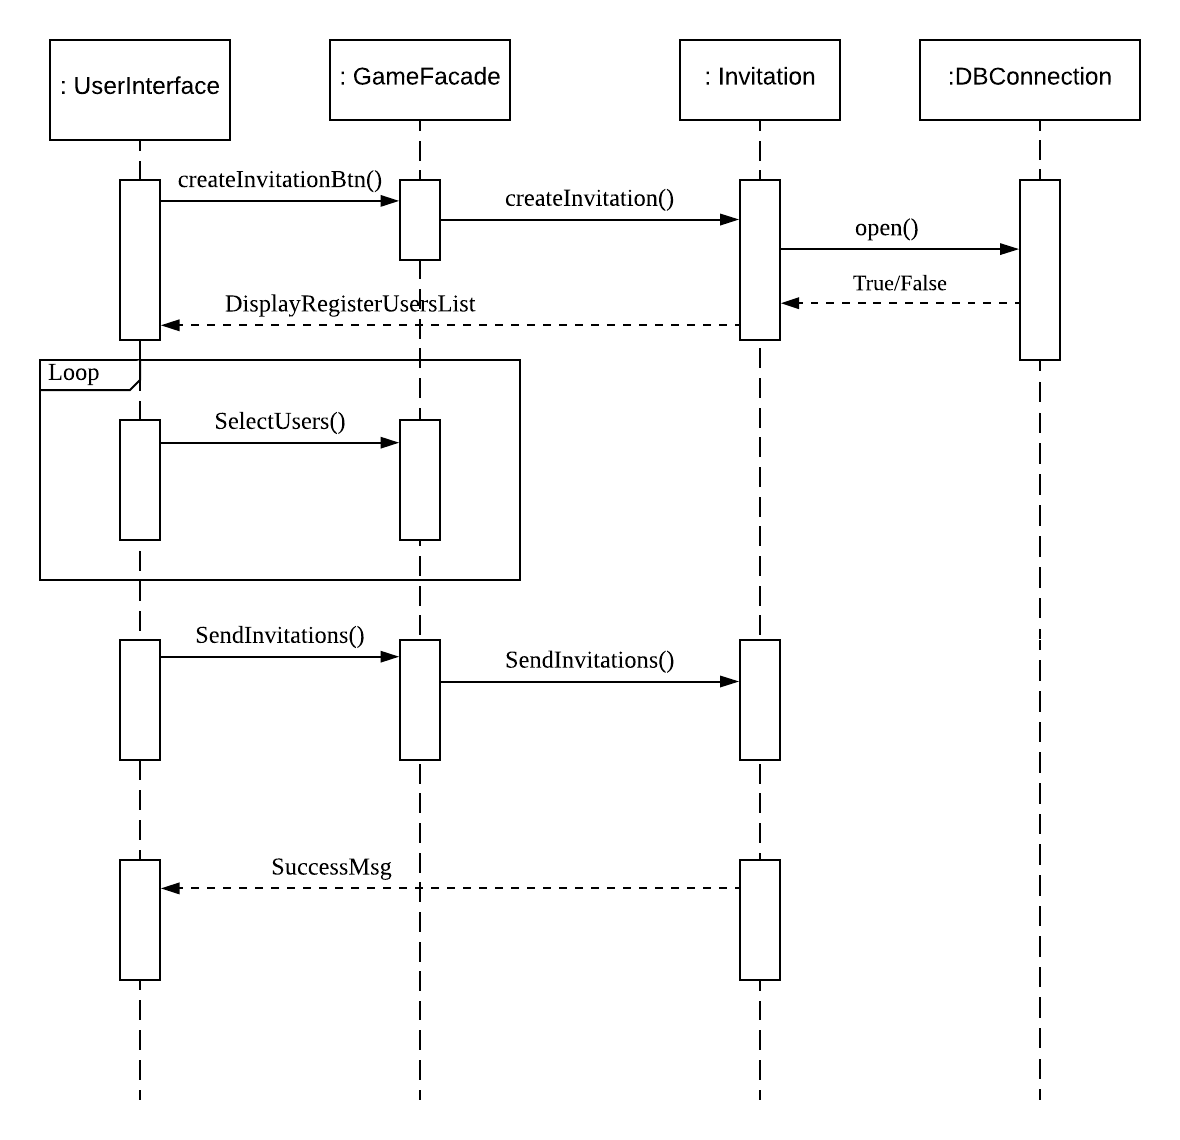 : UserInterface
: GameFacade
: Invitation
:DBConnection
createInvitationBtn()
createInvitation()
open()
True/False
DisplayRegisterUsersList
Loop
SelectUsers()
SendInvitations()
SendInvitations()
SuccessMsg